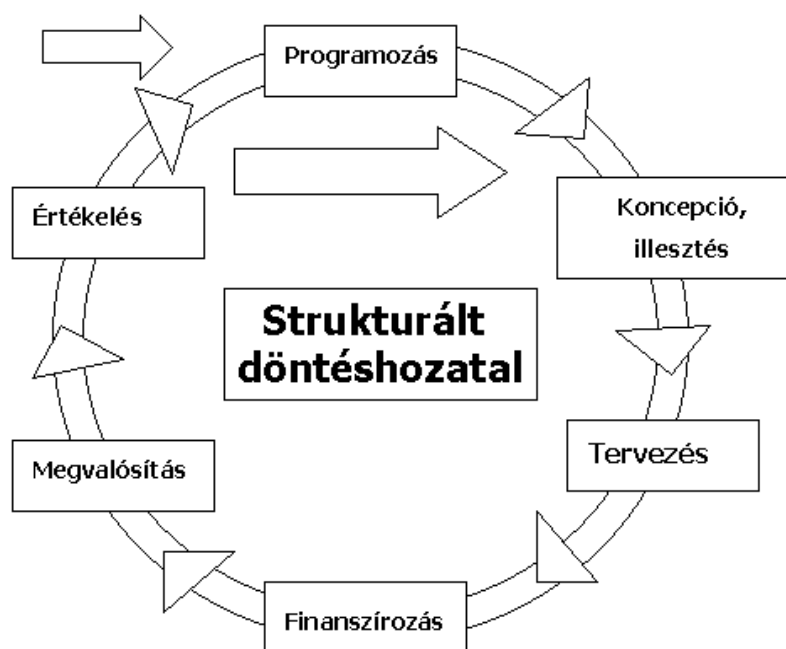 Programozás
Koncepció,
illesztés
Értékelés
Strukturált
döntéshozatal
Tervezés
Megvalósítás
Finanszírozás